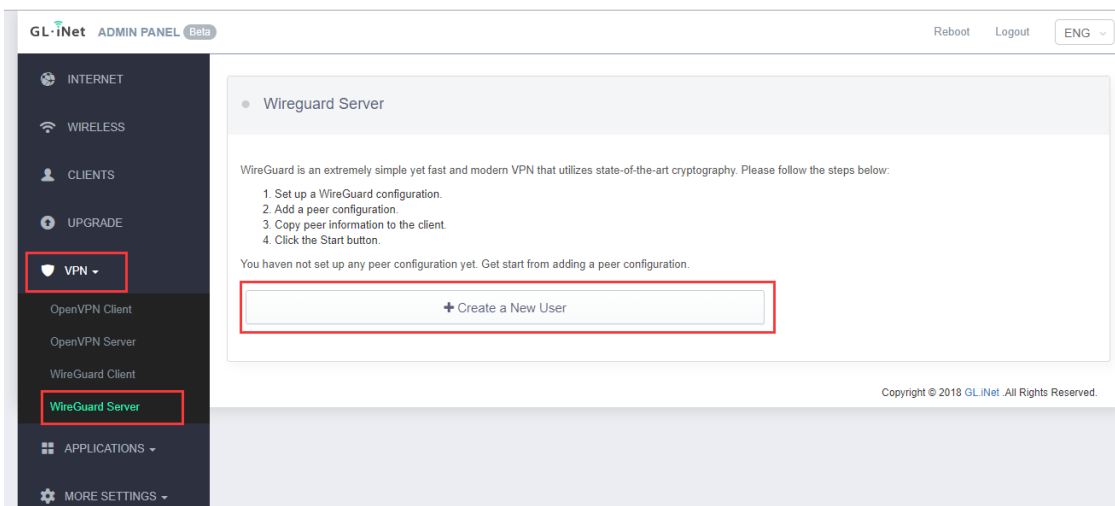 GL·iNet ADMIN PANEL Beta
Reboot Logout ENG
INTERNET
WIRELESS
CLIENTS
UPGRADE
VPN
OpenVPN Client
OpenVPN Server
WireGuard Client
WireGuard Server
APPLICATIONS
MORE SETTINGS
Wireguard Server
WireGuard is an extremely simple yet fast and modern VPN that utilizes state-of-the-art cryptography. Please follow the steps below:
1. Set up a WireGuard configuration.
2. Add a peer configuration.
3. Copy peer information to the client.
4. Click the Start button.
You haven not set up any peer configuration yet. Get start from adding a peer configuration.
+ Create a New User
Copyright © 2018 GL.iNet .All Rights Reserved.